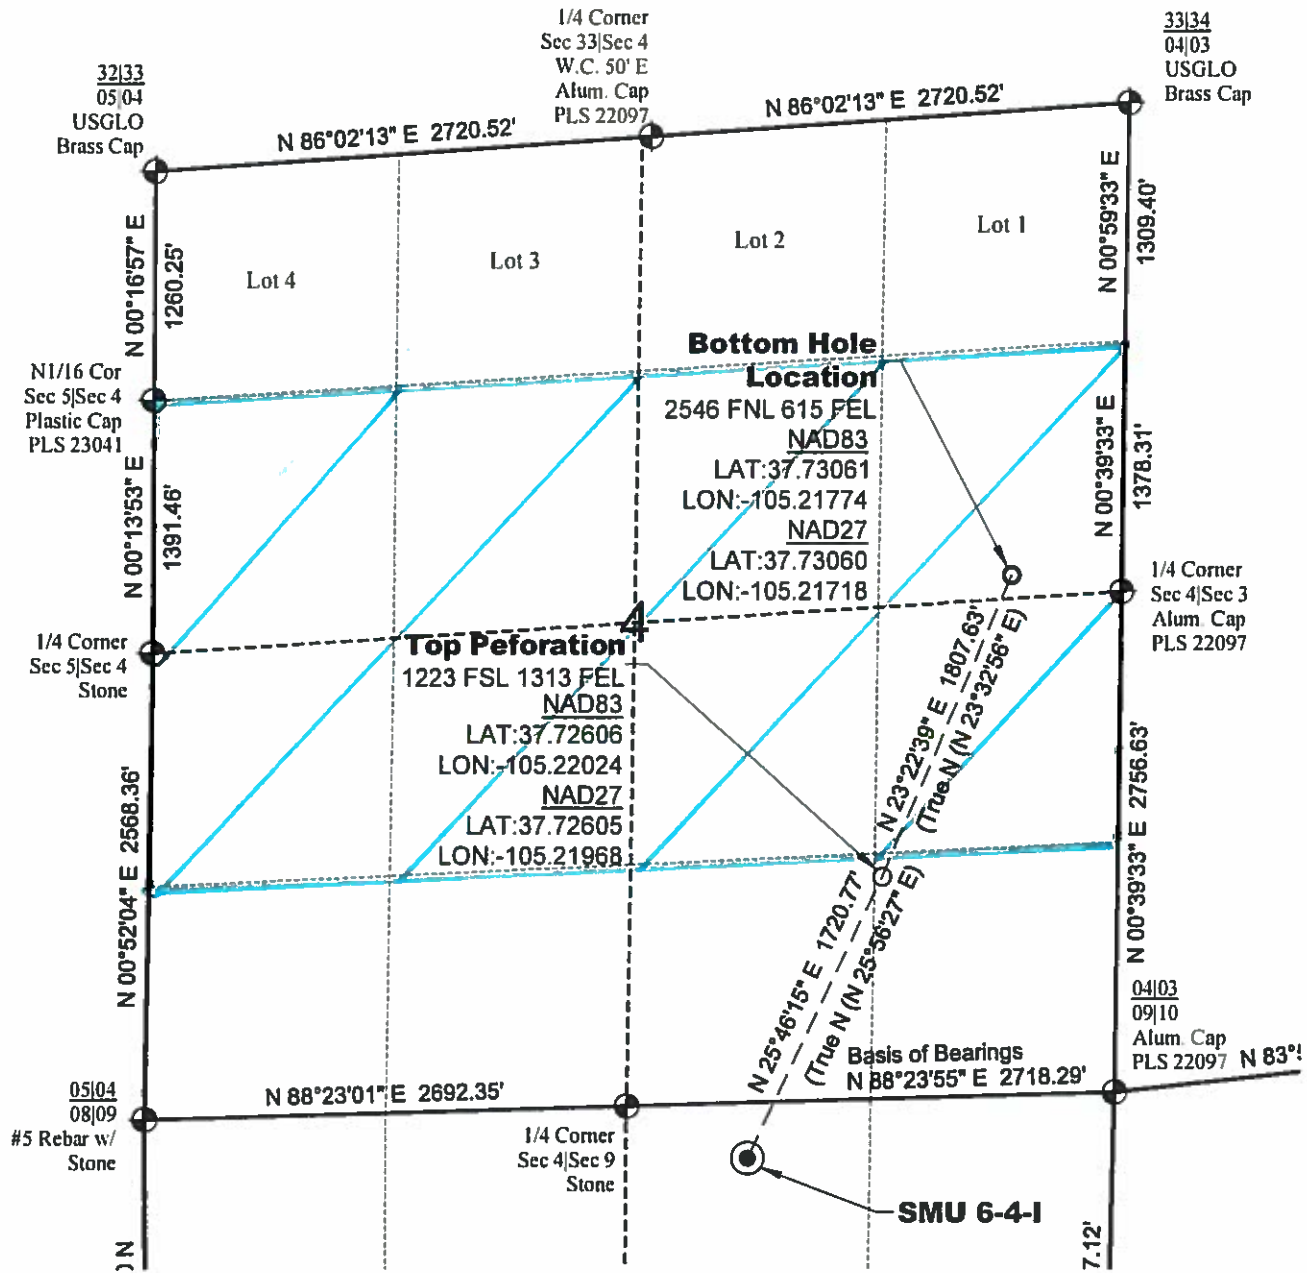 1/4 Corner
Sec 33|Sec 4
W.C. 50' E
Alum. Cap
PLS 22097
33|34
04|03
USGLO
Brass Cap
32|33
05|04
USGLO
Brass Cap
N 86°02'13" E 2720.52'
N 86°02'13" E 2720.52'
N 00°16'57" E
1260.25'
Lot 4
Lot 3
Lot 2
Lot 1
N 00°59'33" E
1309.40'
N1/16 Cor
Sec 5|Sec 4
Plastic Cap
PLS 23041
Bottom Hole
Location
2546 FNL 615 FEL
NAD83
LAT:37.73061
LON:-105.21774
NAD27
LAT:37.73060
LON:-105.21718
N 00°13'53" E
1391.46'
N 00°39'33" E
1378.31'
1/4 Corner
Sec 4|Sec 3
Alum. Cap
PLS 22097
1/4 Corner
Sec 5|Sec 4
Stone
4
Top Peforation
1223 FSL 1313 FEL
NAD83
LAT:37.72606
LON:-105.22024
NAD27
LAT:37.72605
LON:-105.21968
N 23°22'39" E 1807.63'
(True N (N 23°32'56" E)
N 00°52'04" E 2568.36'
N 00°39'33" E 2756.63'
N 25°46'15" E 1720.77'
(True N (N 25°56'27" E)
04|03
09|10
Alum. Cap
PLS 22097
N 83°
Basis of Bearings
N 88°23'55" E 2718.29'
05|04
08|09
#5 Rebar w/
Stone
N 88°23'01" E 2692.35'
1/4 Corner
Sec 4|Sec 9
Stone
SMU 6-4-I
7.12'
N